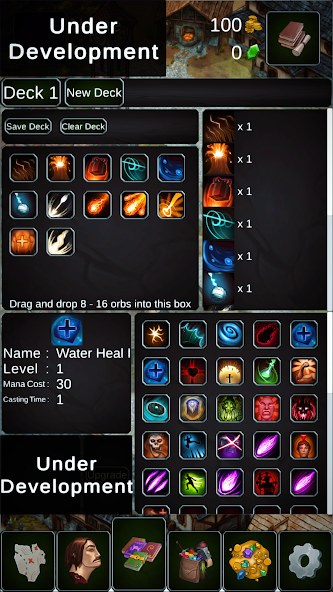 Under
Development
100
0
Deck 1
New Deck
Save Deck
Clear Deck
x 1
x 1
x 1
x 1
x 1
x 1
Drag and drop 8 - 16 orbs into this box
Name : Water Heal I
Level : 1
Mana Cost : 30
Casting Time : 1
Under
Development